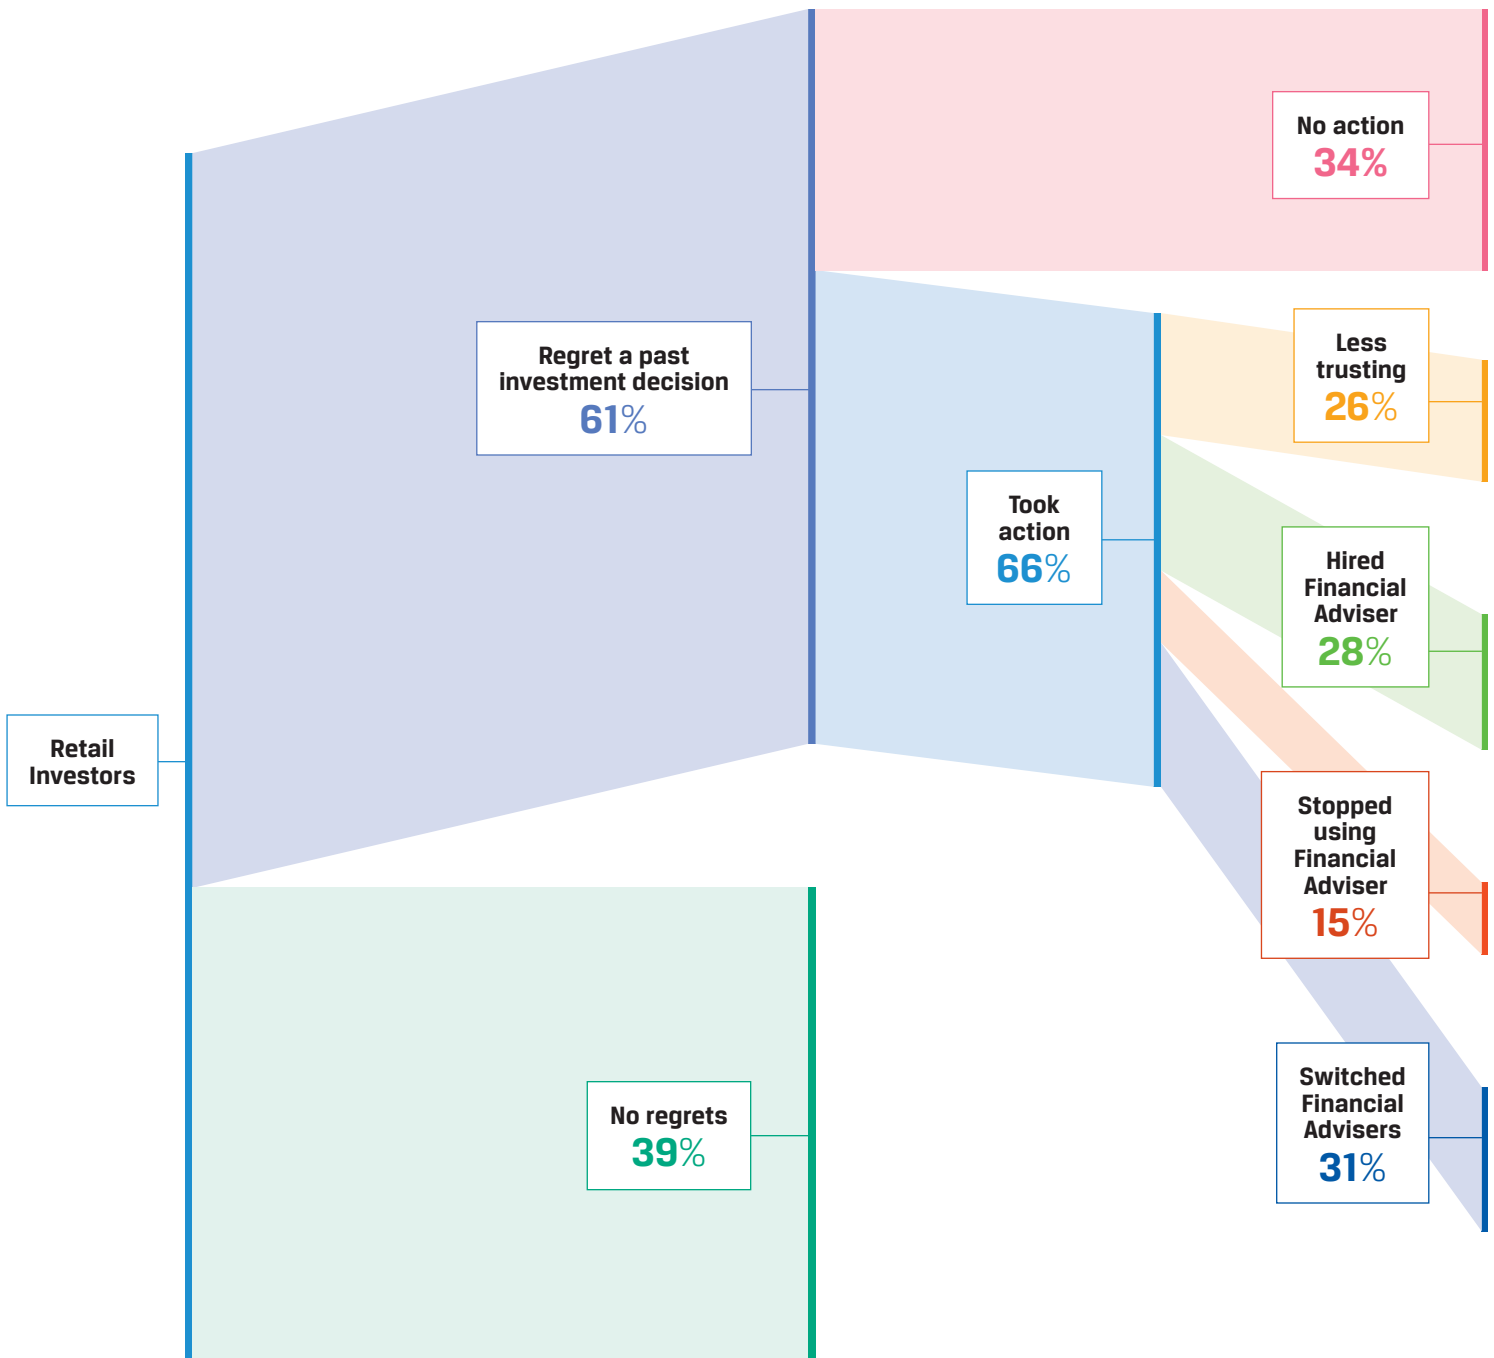 Retail
Investors
Regret a past
investment decision
61%
No regrets
39%
Took
action
66%
No action
34%
Less
trusting
26%
Hired
Financial
Adviser
28%
Stopped
using
Financial
Adviser
15%
Switched
Financial
Advisers
31%